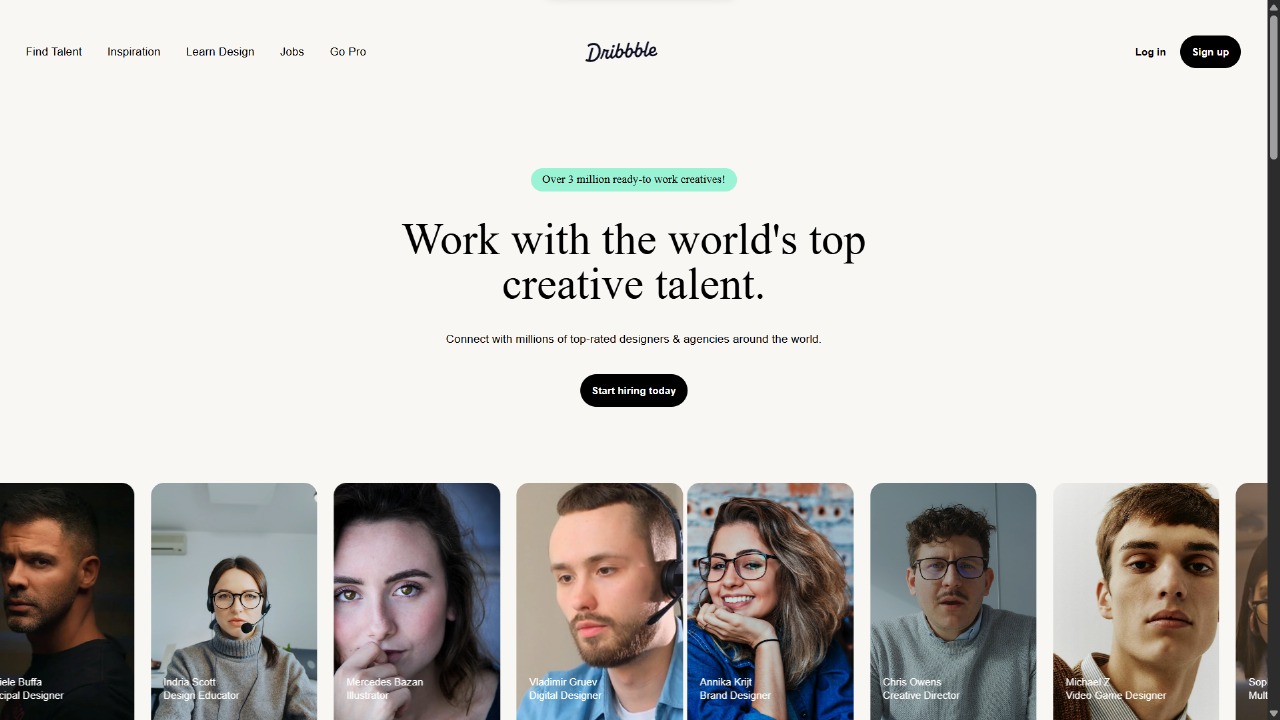 Find Talent
Inspiration
Learn Design
Jobs
Go Pro
Dribbble
Log in
Sign up
Over 3 million ready-to work creatives!
Work with the world's top
creative talent.
Connect with millions of top-rated designers & agencies around the world.
Start hiring today
iele Buffa
cipal Designer
Indria Scott
Design Educator
Mercedes Bazan
Illustrator
Vladimir Gruev
Digital Designer
Annika Krijt
Brand Designer
Chris Owens
Creative Director
Michael Z
Video Game Designer
Sop
Mult